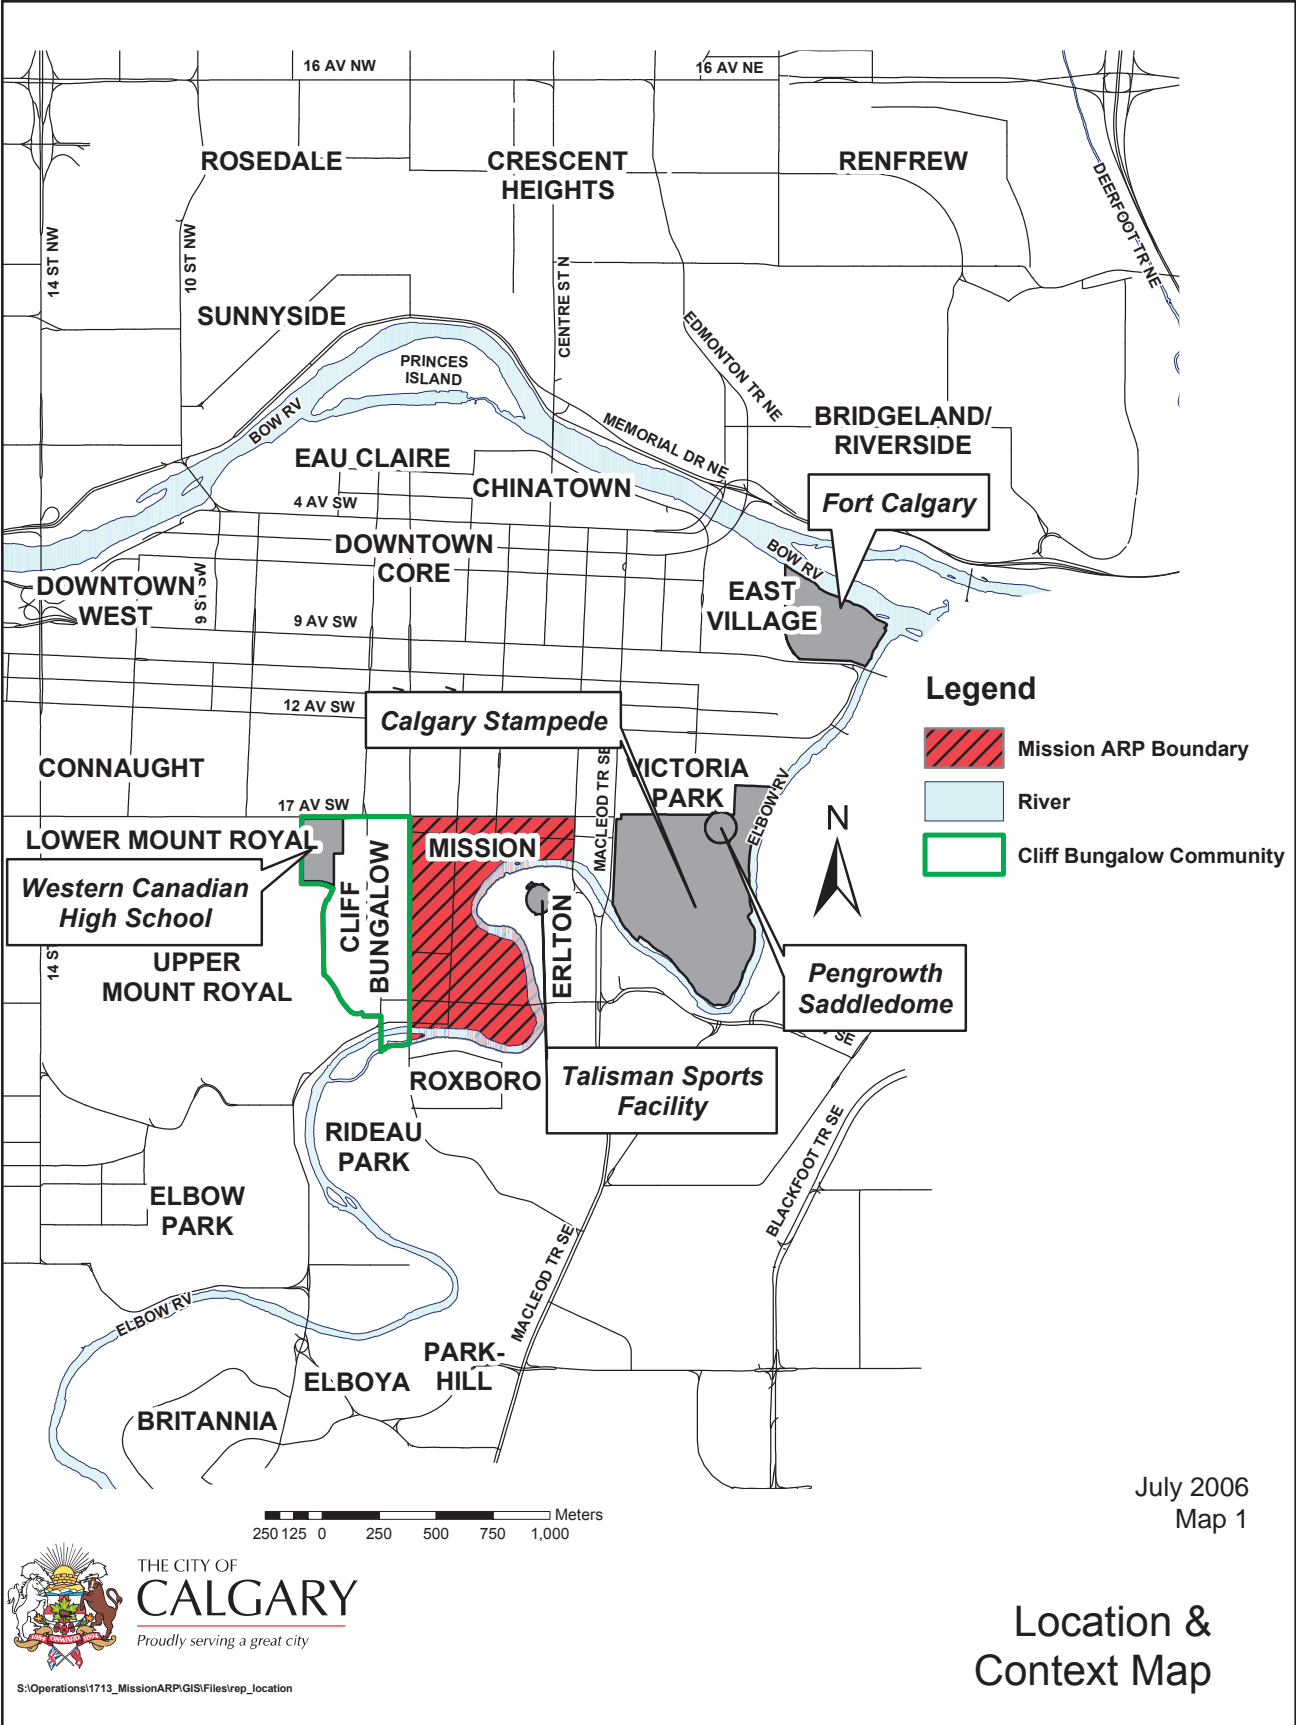 16 AV NW
16 AV NE
ROSEDALE
CRESCENT
HEIGHTS
RENFREW
DEERFOOT TR NE
14 ST NW
10 ST NW
CENTRE ST N
SUNNYSIDE
EDMONTON TR NE
PRINCES
ISLAND
BOW RV
MEMORIAL DR NE
BRIDGELAND/
RIVERSIDE
EAU CLAIRE
CHINATOWN
4 AV SW
Fort Calgary
DOWNTOWN
CORE
BOW RV
DOWNTOWN
WEST
9 ST SW
EAST
VILLAGE
9 AV SW
Legend
Mission ARP Boundary
River
Cliff Bungalow Community
12 AV SW
Calgary Stampede
CONNAUGHT
MACLEOD TR SE
VICTORIA
PARK
ELBOW RV
17 AV SW
N
LOWER MOUNT ROYAL
MISSION
Western Canadian
High School
CLIFF
BUNGALOW
ERLTON
14 ST
UPPER
MOUNT ROYAL
Pengrowth
Saddledome
SE
ROXBORO
Talisman Sports
Facility
RIDEAU
PARK
BLACKFOOT TR SE
ELBOW
PARK
MACLEOD TR SE
ELBOW RV
PARK-
HILL
ELBOYA
BRITANNIA
July 2006
Map 1
Meters
250 125 0 250 500 750 1,000
THE CITY OF
CALGARY
Proudly serving a great city
1884 ONWARD 1894
Location &
Context Map
S:\Operations\1713_MissionARP\GIS\Files\rep_location